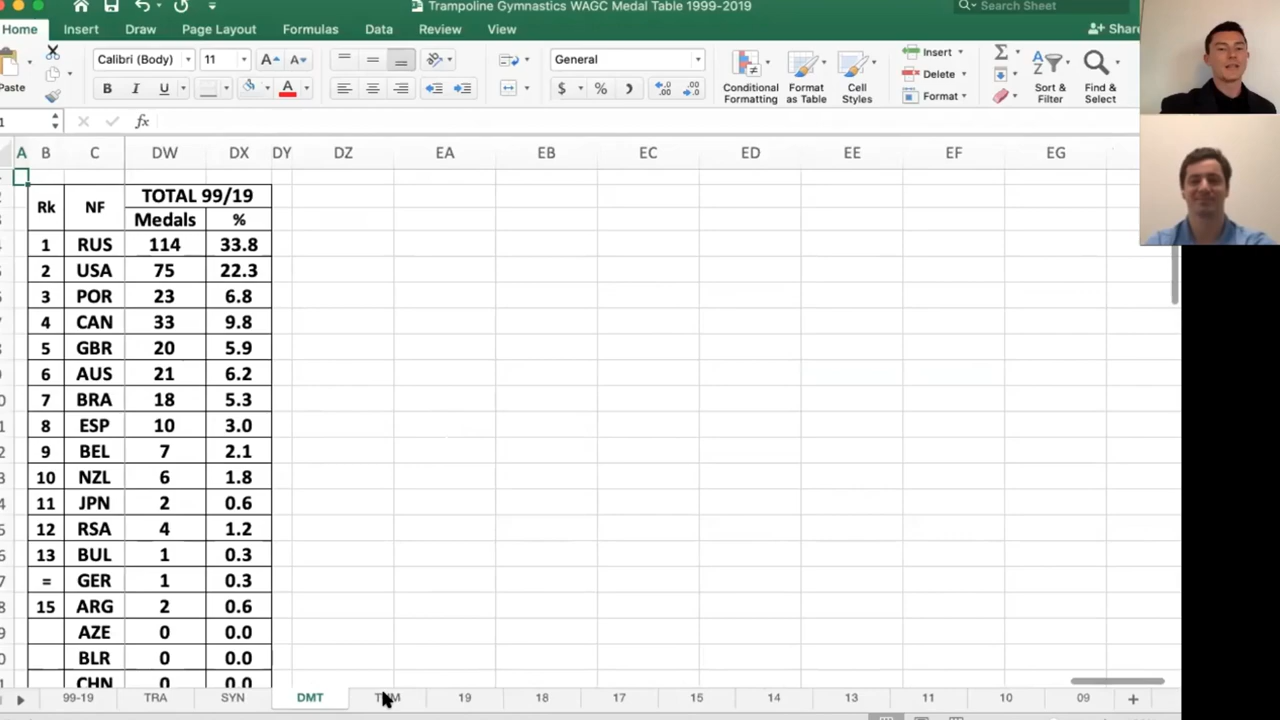 Trampoline Gymnastics WAGC Medal Table 1999-2019
Search Sheet
Home Insert Draw Page Layout Formulas Data Review View
Calibri (Body) 11 A A General Insert
Delete
B I U A $ % Conditional Formatting Format as Table Cell Styles Format Σ Sort & Filter Find & Select
fx
A B C DW DX DY DZ EA EB EC ED EE EF EG
Rk NF TOTAL 99/19
Medals %
1 RUS 114 33.8
2 USA 75 22.3
3 POR 23 6.8
4 CAN 33 9.8
5 GBR 20 5.9
6 AUS 21 6.2
7 BRA 18 5.3
8 ESP 10 3.0
9 BEL 7 2.1
10 NZL 6 1.8
11 JPN 2 0.6
12 RSA 4 1.2
13 BUL 1 0.3
= GER 1 0.3
15 ARG 2 0.6
AZE 0 0.0
BLR 0 0.0
CHN 0 0.0
99-19 TRA SYN DMT 19 18 17 15 14 13 11 10 09 +